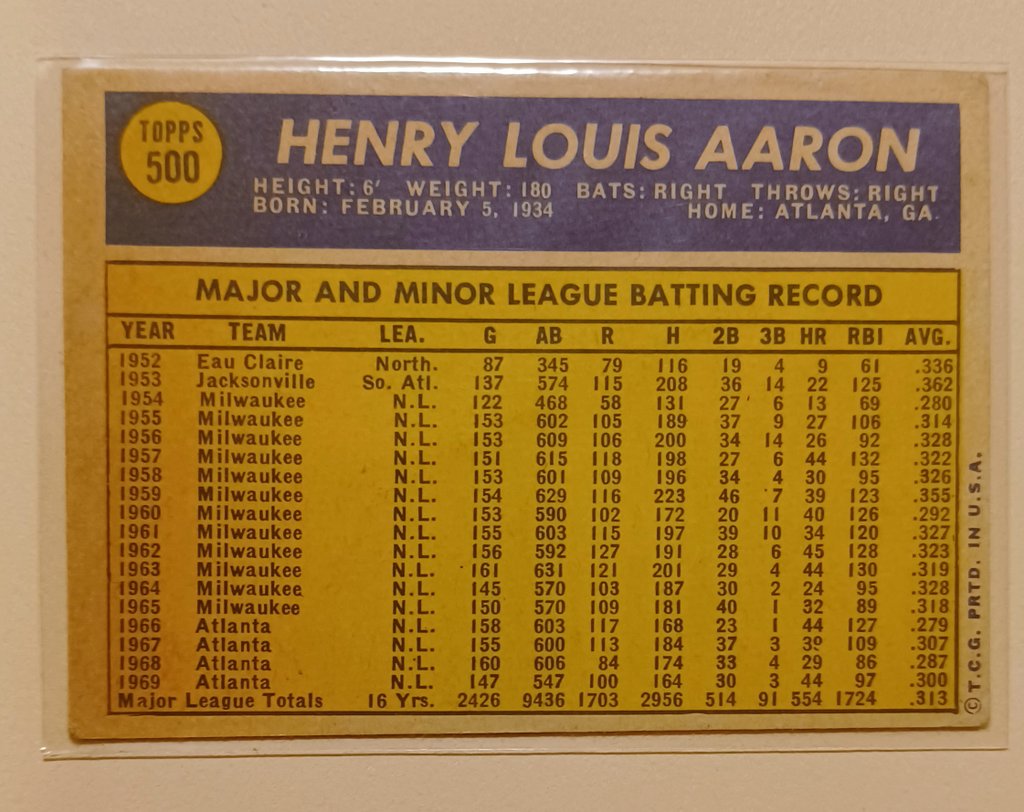 TOPPS
500
HENRY LOUIS AARON
HEIGHT: 6' WEIGHT: 180 BATS: RIGHT THROWS: RIGHT
BORN: FEBRUARY 5, 1934 HOME: ATLANTA, GA.
MAJOR AND MINOR LEAGUE BATTING RECORD
YEAR TEAM LEA. G AB R H 2B 3B HR RBI AVG.
1952 Eau Claire North. 87 345 79 116 19 4 9 61 .336
1953 Jacksonville So. Atl. 137 574 115 208 36 14 22 125 .362
1954 Milwaukee N.L. 122 468 58 131 27 6 13 69 .280
1955 Milwaukee N.L. 153 602 105 189 37 9 27 106 .314
1956 Milwaukee N.L. 153 609 106 200 34 14 26 92 .328
1957 Milwaukee N.L. 151 615 118 198 27 6 44 132 .322
1958 Milwaukee N.L. 153 601 109 196 34 4 30 95 .326
1959 Milwaukee N.L. 154 629 116 223 46 7 39 123 .355
1960 Milwaukee N.L. 153 590 102 172 20 11 40 126 .292
1961 Milwaukee N.L. 155 603 115 197 39 10 34 120 .327
1962 Milwaukee N.L. 156 592 127 191 28 6 45 128 .323
1963 Milwaukee N.L. 161 631 121 201 29 4 44 130 .319
1964 Milwaukee N.L. 145 570 103 187 30 2 24 95 .328
1965 Milwaukee N.L. 150 570 109 181 40 1 32 89 .318
1966 Atlanta N.L. 158 603 117 168 23 1 44 127 .279
1967 Atlanta N.L. 155 600 113 184 37 3 39 109 .307
1968 Atlanta N.L. 160 606 84 174 33 4 29 86 .287
1969 Atlanta N.L. 147 547 100 164 30 3 44 97 .300
Major League Totals 16 Yrs. 2426 9436 1703 2956 514 91 554 1724 .313
© T.C.G. PRTD. IN U.S.A.